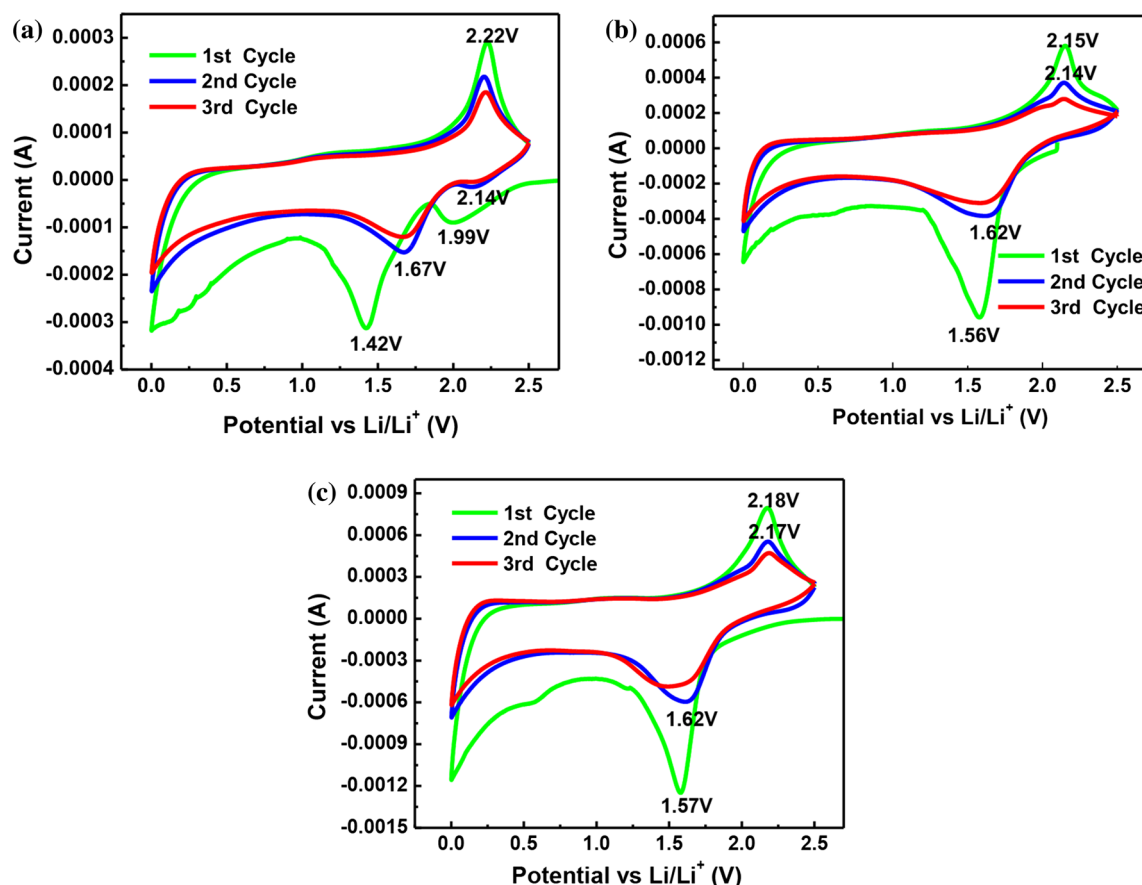 (a)
0.0003
0.0002
0.0001
0.0000
-0.0001
-0.0002
-0.0003
-0.0004
Current (A)
1st Cycle
2nd Cycle
3rd Cycle
2.22V
2.14V
1.99V
1.67V
1.42V
0.0 0.5 1.0 1.5 2.0 2.5
Potential vs Li/Li⁺ (V)
(b)
0.0006
0.0004
0.0002
0.0000
-0.0002
-0.0004
-0.0006
-0.0008
-0.0010
-0.0012
Current (A)
2.15V
2.14V
1.62V
1.56V
1st Cycle
2nd Cycle
3rd Cycle
0.0 0.5 1.0 1.5 2.0 2.5
Potential vs Li/Li⁺ (V)
(c)
0.0009
0.0006
0.0003
0.0000
-0.0003
-0.0006
-0.0009
-0.0012
-0.0015
Current (A)
1st Cycle
2nd Cycle
3rd Cycle
2.18V
2.17V
1.62V
1.57V
0.0 0.5 1.0 1.5 2.0 2.5
Potential vs Li/Li⁺ (V)